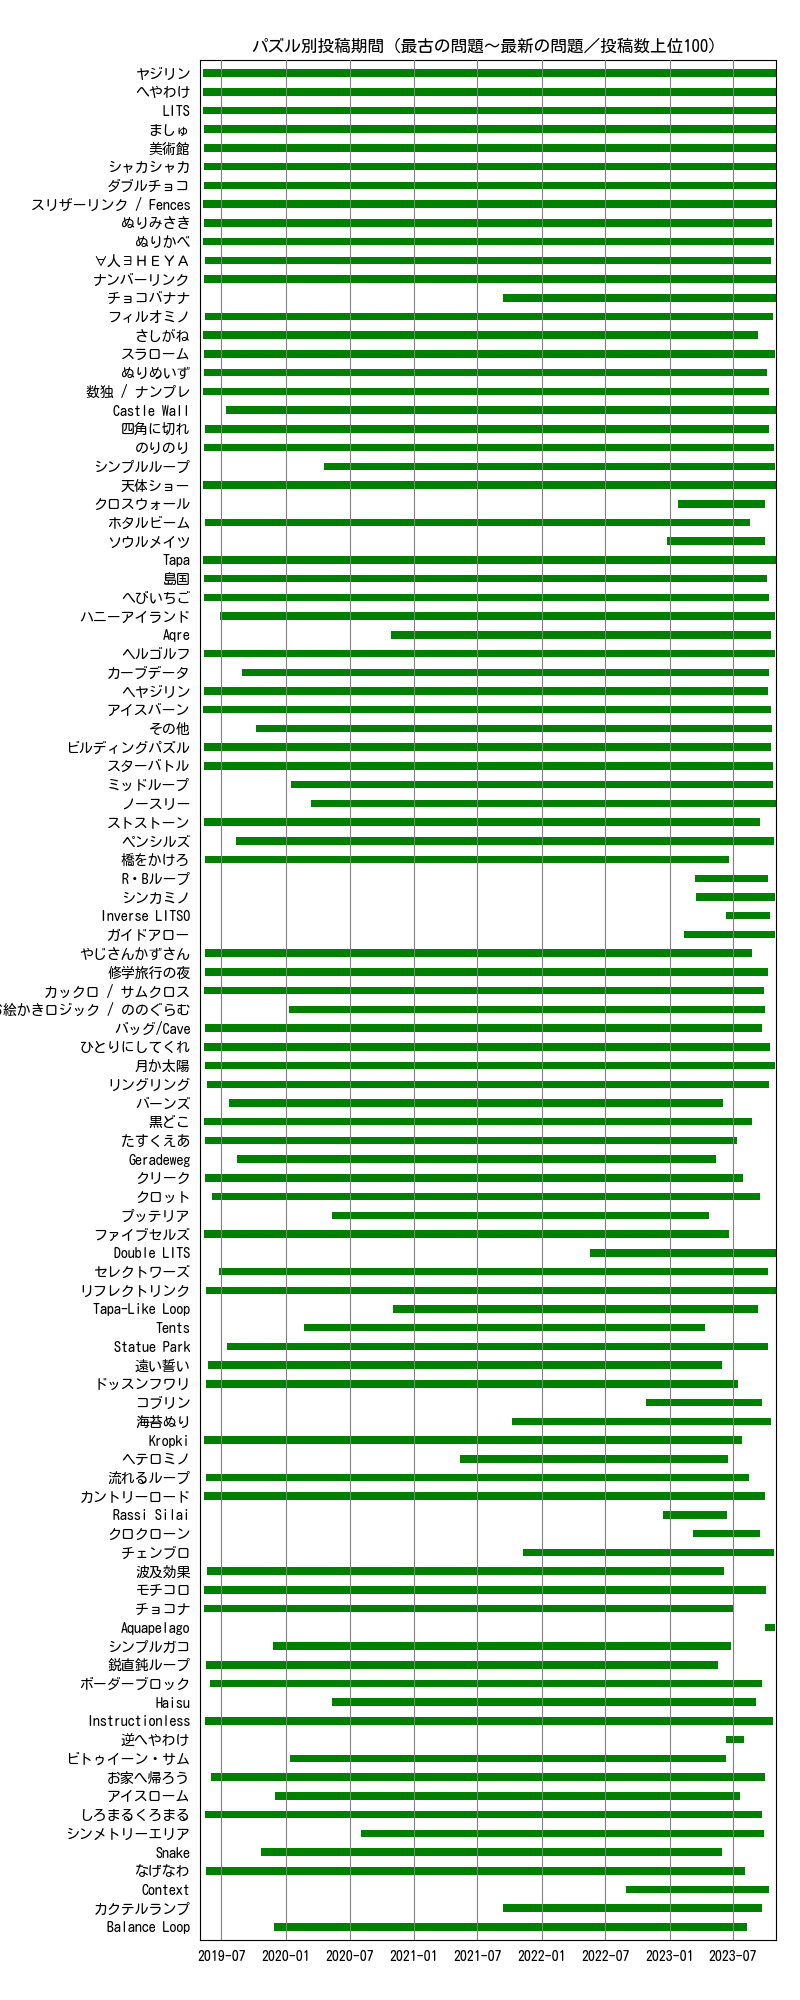 パズル別投稿期間（最古の問題～最新の問題／投稿数上位100）
ヤジリン
へやわけ
LITS
ましゅ
美術館
シャカシャカ
ダブルチョコ
スリザーリンク / Fences
ぬりみさき
ぬりかべ
∀人∃ＨＥＹＡ
ナンバーリンク
チョコバナナ
フィルオミノ
さしがね
スラローム
ぬりめいず
数独 / ナンプレ
Castle Wall
四角に切れ
のりのり
シンプルループ
天体ショー
クロスウォール
ホタルビーム
ソウルメイツ
Tapa
島国
へびいちご
ハニーアイランド
Aqre
ヘルゴルフ
カーブデータ
ヘヤジリン
アイスバーン
その他
ビルディングパズル
スターバトル
ミッドループ
ノースリー
ストストーン
ペンシルズ
橋をかけろ
R・Bループ
シンカミノ
Inverse LITSO
ガイドアロー
やじさんかずさん
修学旅行の夜
カックロ / サムクロス
絵かきロジック / ののぐらむ
バッグ/Cave
ひとりにしてくれ
月か太陽
リングリング
バーンズ
黒どこ
たすくえあ
Geradeweg
クリーク
クロット
プッテリア
ファイブセルズ
Double LITS
セレクトワーズ
リフレクトリンク
Tapa-Like Loop
Tents
Statue Park
遠い誓い
ドッスンフワリ
コブリン
海苔ぬり
Kropki
ヘテロミノ
流れるループ
カントリーロード
Rassi Silai
クロクローン
チェンブロ
波及効果
モチコロ
チョコナ
Aquapelago
シンプルガコ
鋭直鈍ループ
ボーダーブロック
Haisu
Instructionless
逆へやわけ
ビトゥイーン・サム
お家へ帰ろう
アイスローム
しろまるくろまる
シンメトリーエリア
Snake
なげなわ
Context
カクテルランプ
Balance Loop
2019-07 2020-01 2020-07 2021-01 2021-07 2022-01 2022-07 2023-01 2023-07